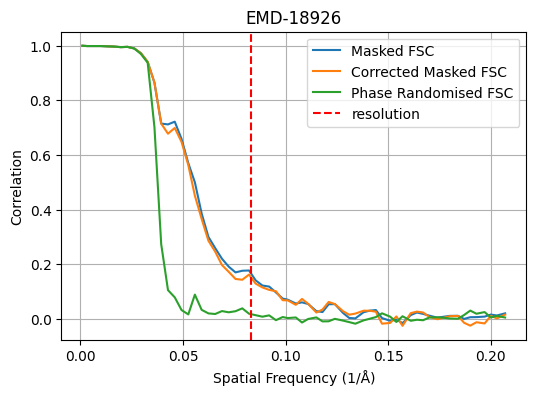 EMD-18926
Masked FSC
Corrected Masked FSC
Phase Randomised FSC
resolution
Correlation
1.0
0.8
0.6
0.4
0.2
0.0
0.00 0.05 0.10 0.15 0.20
Spatial Frequency (1/Å)